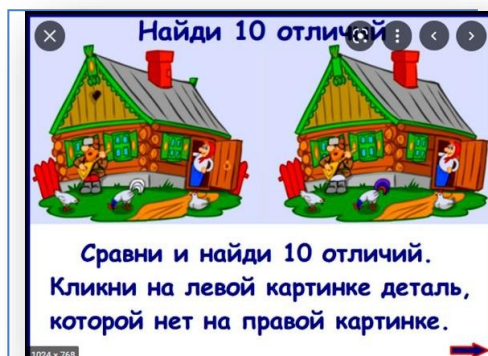 Найди 10 отличий
Сравни и найди 10 отличий.
Кликни на левой картинке деталь,
которой нет на правой картинке.
1024 x 768